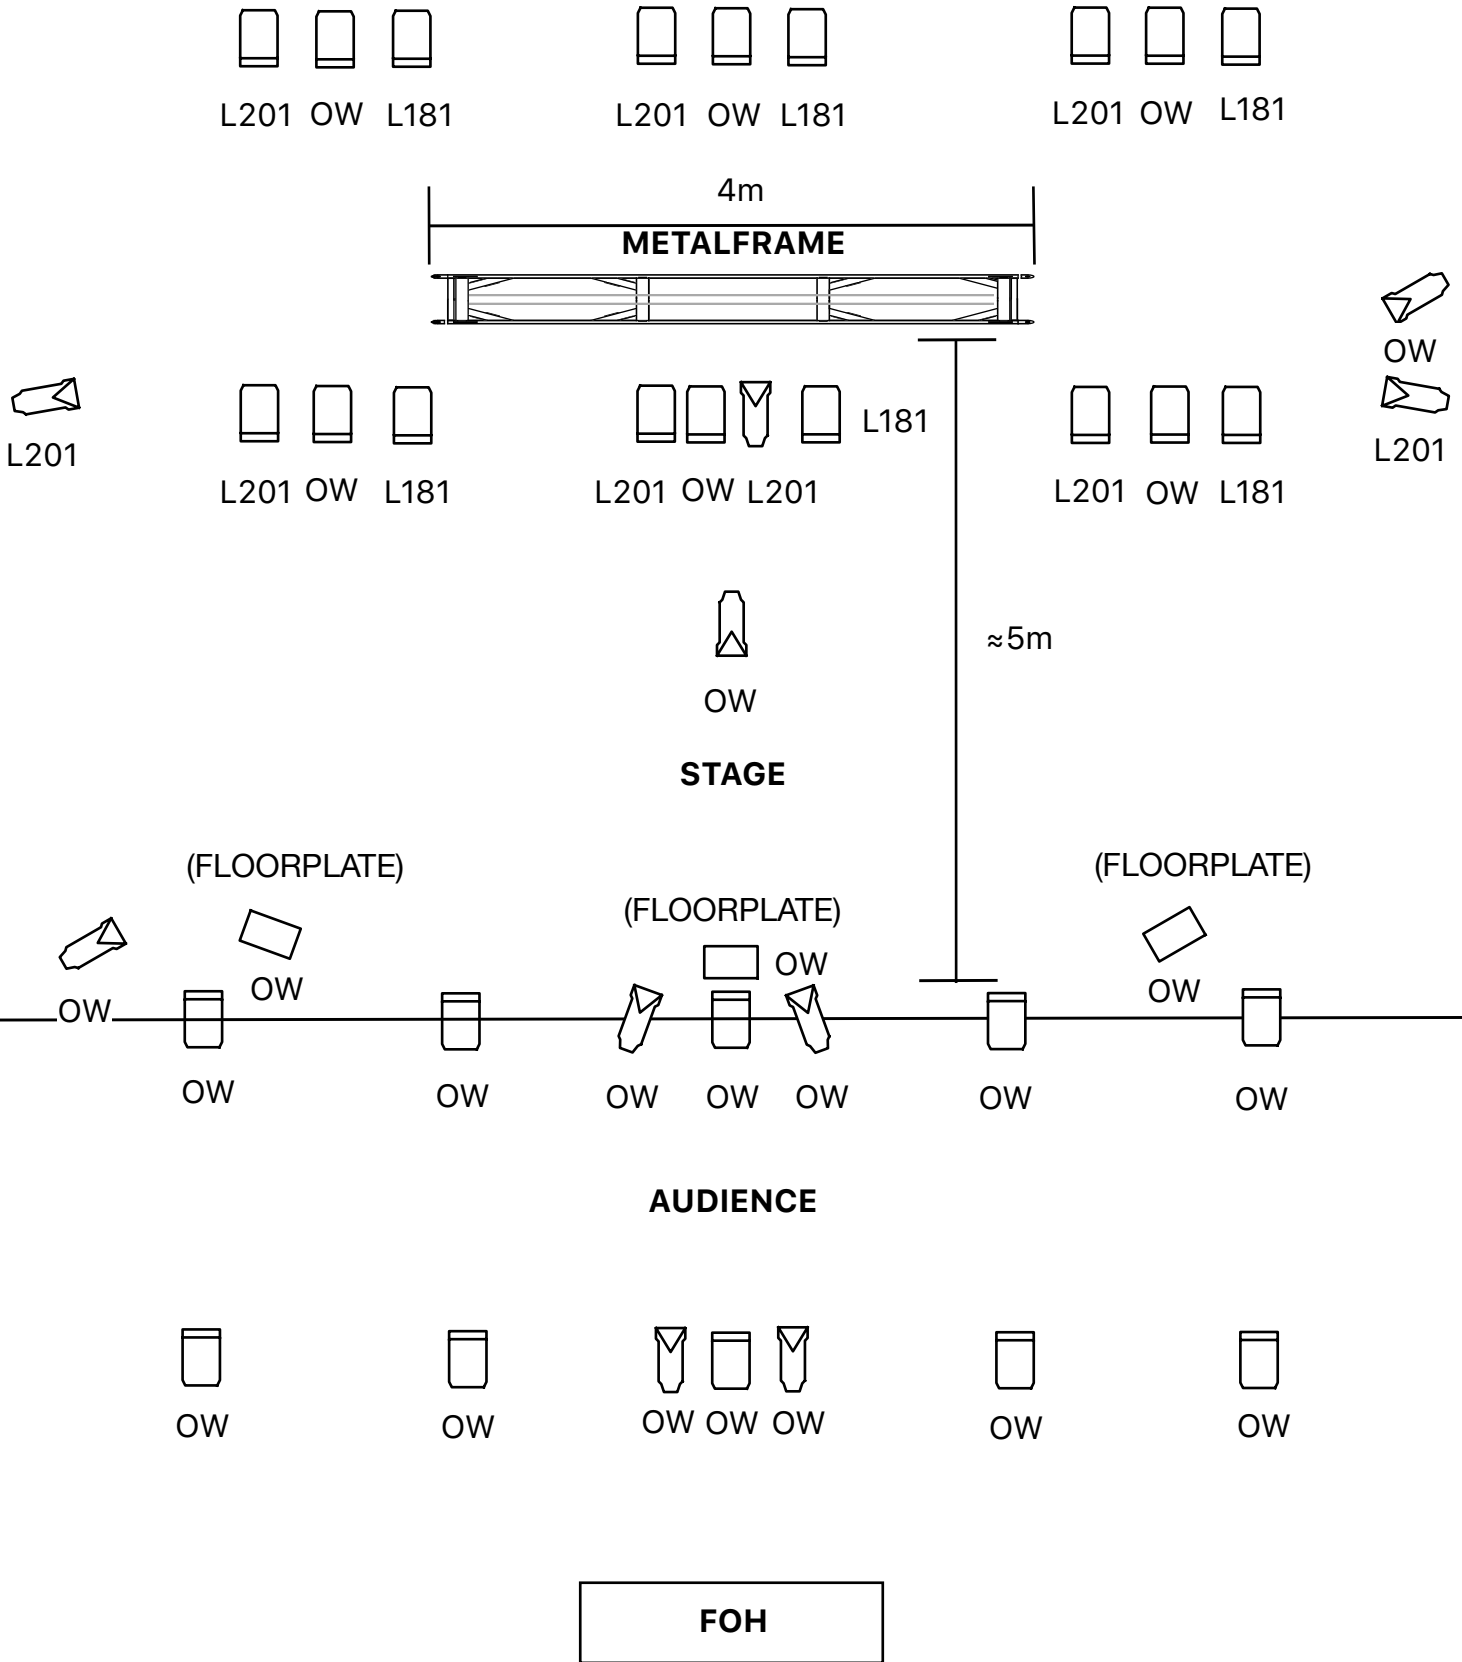 L201 OW L181 L201 OW L181 L201 OW L181
4m
METALFRAME
OW
L181
L201 L201
L201 OW L181 L201 OW L201 L201 OW L181
≈5m
OW
STAGE
(FLOORPLATE) (FLOORPLATE)
(FLOORPLATE)
OW
OW OW
OW
OW OW OW OW OW OW OW
AUDIENCE
OW OW OW OW OW OW OW
FOH